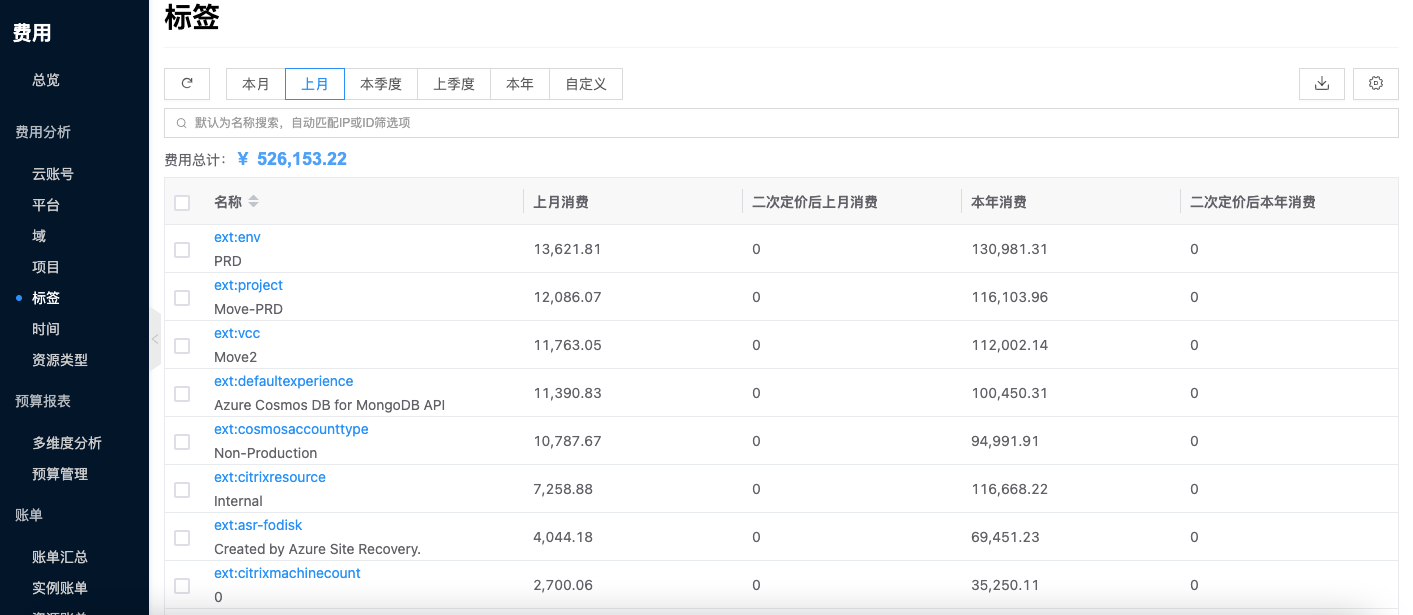 费用
总览
费用分析
云账号
平台
域
项目
标签
时间
资源类型
预算报表
多维度分析
预算管理
账单
账单汇总
实例账单
标签
本月 上月 本季度 上季度 本年 自定义
默认为名称搜索，自动匹配IP或ID筛选项
费用总计： ¥ 526,153.22
名称 上月消费 二次定价后上月消费 本年消费 二次定价后本年消费
ext:env
PRD 13,621.81 0 130,981.31 0
ext:project
Move-PRD 12,086.07 0 116,103.96 0
ext:vcc
Move2 11,763.05 0 112,002.14 0
ext:defaultexperience
Azure Cosmos DB for MongoDB API 11,390.83 0 100,450.31 0
ext:cosmosaccounttype
Non-Production 10,787.67 0 94,991.91 0
ext:citrixresource
Internal 7,258.88 0 116,668.22 0
ext:asr-fodisk
Created by Azure Site Recovery. 4,044.18 0 69,451.23 0
ext:citrixmachinecount
0 2,700.06 0 35,250.11 0